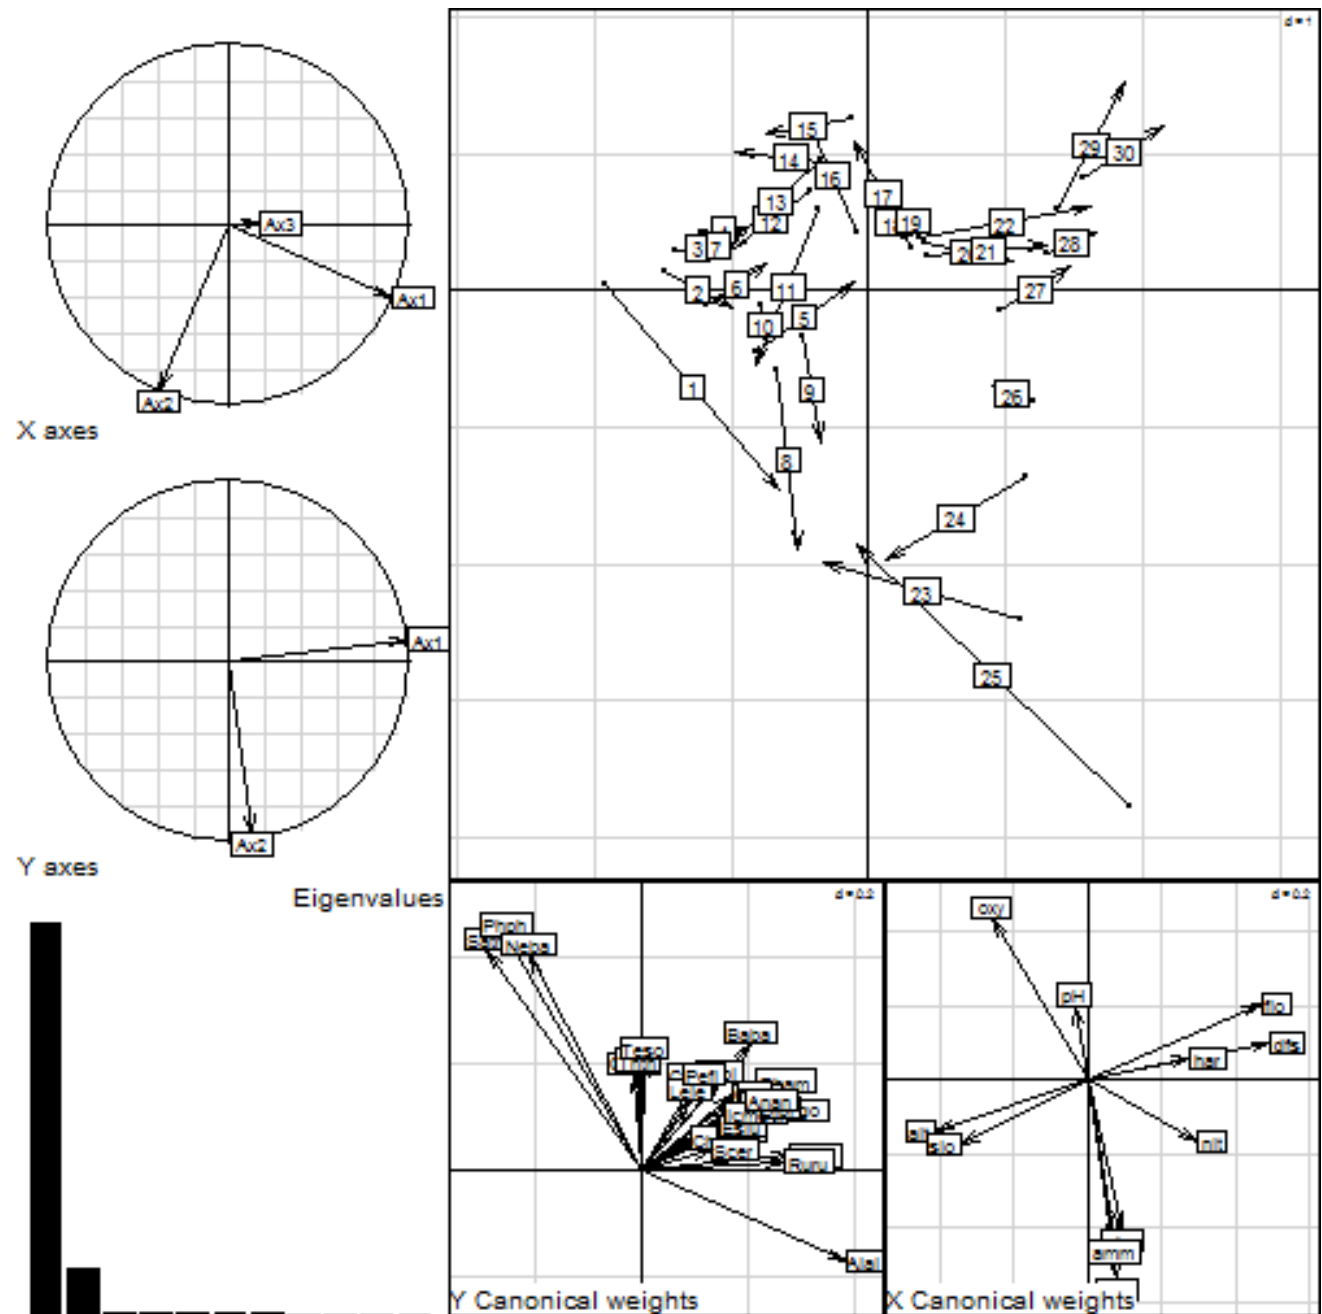 Ax3
Ax1
Ax2
X axes
Ax1
Ax2
Y axes
Eigenvalues
d = 1
15
14
16
13
12
17
19
22
29
30
3
7
21
28
2
6
11
27
10
5
1
9
26
8
24
23
25
d = 0.2
Phph
Neba
Teso
Baba
Pefl
Lele
Anan
Bcer
Ruru
Alal
Y Canonical weights
d = 0.2
oxy
pH
flo
dfs
har
alt
slo
nit
amm
X Canonical weights